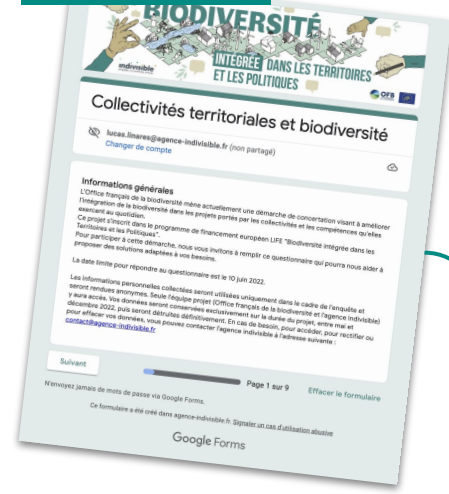 BIODIVERSITÉ
INTÉGRÉE DANS LES TERRITOIRES
ET LES POLITIQUES
indivisible
OFB
Collectivités territoriales et biodiversité
lucas.linares@agence-indivisible.fr (non partagé)
Changer de compte
Informations générales
L'Office français de la biodiversité mène actuellement une démarche de concertation visant à améliorer
l'intégration de la biodiversité dans les projets portés par les collectivités et les compétences qu'elles
exercent au quotidien.
Ce projet s'inscrit dans le programme de financement européen LIFE "Biodiversité intégrée dans les
Territoires et les Politiques".
Pour participer à cette démarche, nous vous invitons à remplir ce questionnaire qui pourra nous aider à
proposer des solutions adaptées à vos besoins.
La date limite pour répondre au questionnaire est le 10 juin 2022.
Les informations personnelles collectées seront utilisées uniquement dans le cadre de l'enquête et
seront rendues anonymes. Seule l'équipe projet (Office français de la biodiversité et l'agence Indivisible)
y aura accès. Vos données seront conservées exclusivement sur la durée du projet, entre mai et
décembre 2022, puis seront détruites définitivement. En cas de besoin, pour accéder, pour rectifier ou
pour effacer vos données, vous pouvez contacter l'agence indivisible à l'adresse suivante :
contact@agence-indivisible.fr
Suivant
Page 1 sur 9
Effacer le formulaire
N'envoyez jamais de mots de passe via Google Forms.
Ce formulaire a été créé dans agence-indivisible.fr. Signaler un cas d'utilisation abusive
Google Forms